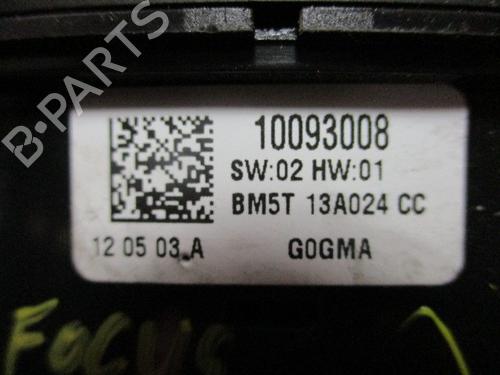 10093008
SW:02 HW:01
BM5T 13A024 CC
12 05 03 A G0GMA
FOCUS
B-PARTS